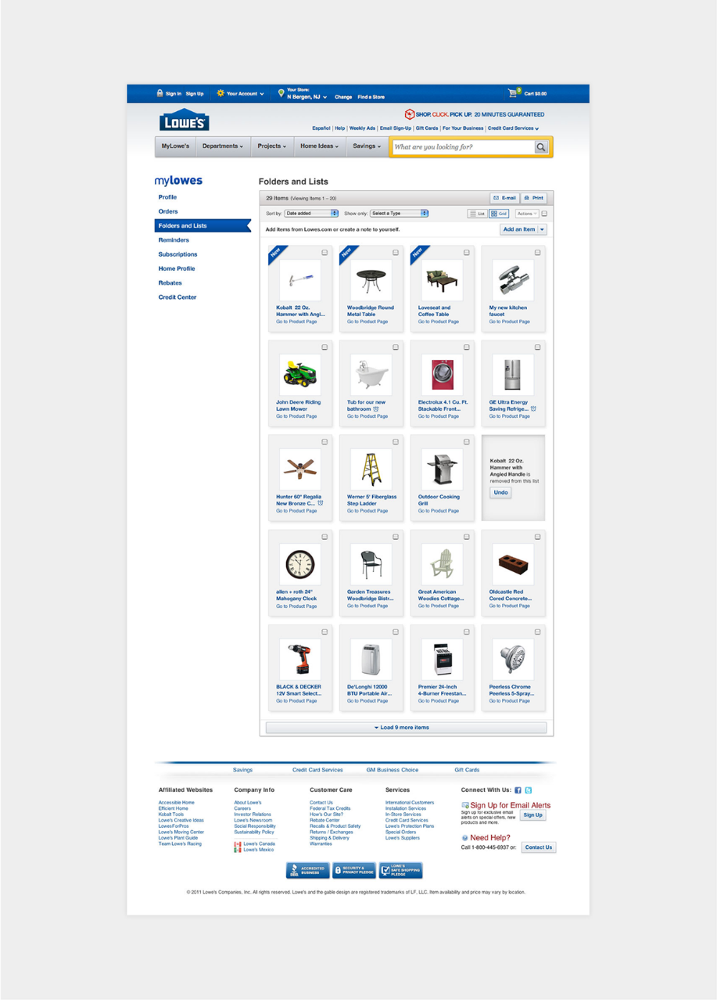 Sign In Sign Up
Your Account
Your Store:
N Bergen, NJ
Change Find a Store
0
Cart $0.00
LOWE'S
SHOP. CLICK. PICK UP. 20 MINUTES GUARANTEED
Español | Help | Weekly Ads | Email Sign-Up | Gift Cards | For Your Business | Credit Card Services
MyLowe's Departments Projects Home Ideas Savings What are you looking for?
mylowes
Profile
Orders
Folders and Lists
Reminders
Subscriptions
Home Profile
Rebates
Credit Center
Folders and Lists
29 Items (Viewing Items 1 – 20) E-mail Print
Sort by: Date added Show only: Select a Type List Grid Actions
Add items from Lowes.com or create a note to yourself. Add an Item
New
Kobalt 22 Oz.
Hammer with Angl...
Go to Product Page
New
Woodbridge Round
Metal Table
Go to Product Page
New
Loveseat and
Coffee Table
Go to Product Page
My new kitchen
faucet
Go to Product Page
John Deere Riding
Lawn Mower
Go to Product Page
Tub for our new
bathroom
Go to Product Page
Electrolux 4.1 Cu. Ft.
Stackable Front...
Go to Product Page
GE Ultra Energy
Saving Refrige...
Go to Product Page
Hunter 60" Regalia
New Bronze C...
Go to Product Page
Werner 5' Fiberglass
Step Ladder
Go to Product Page
Outdoor Cooking
Grill
Go to Product Page
Kobalt 22 Oz.
Hammer with
Angled Handle is
removed from this list
Undo
allen + roth 24"
Mahogany Clock
Go to Product Page
Garden Treasures
Woodbridge Bistr...
Go to Product Page
Great American
Woodies Cottage...
Go to Product Page
Oldcastle Red
Cored Concrete...
Go to Product Page
BLACK & DECKER
12V Smart Select...
Go to Product Page
De'Longhi 12000
BTU Portable Air...
Go to Product Page
Premier 24-Inch
4-Burner Freestan...
Go to Product Page
Peerless Chrome
Peerless 5-Spray...
Go to Product Page
Load 9 more items
Savings Credit Card Services GM Business Choice Gift Cards
Affiliated Websites
Accessible Home
Efficient Home
Kobalt Tools
Lowe's Creative Ideas
LowesForPros
Lowe's Moving Center
Lowe's Plant Guide
Team Lowe's Racing
Company Info
About Lowe's
Careers
Investor Relations
Lowe's Newsroom
Social Responsibility
Sustainability Policy
Lowe's Canada
Lowe's Mexico
Customer Care
Contact Us
Federal Tax Credits
How's Our Site?
Rebate Center
Recalls & Product Safety
Returns / Exchanges
Shipping & Delivery
Warranties
Services
International Customers
Installation Services
In-Store Services
Credit Card Services
Lowe's Protection Plans
Special Orders
Lowe's Suppliers
Connect With Us:
Sign Up for Email Alerts
Sign up for exclusive email
alerts on special offers, new
products and more.
Sign Up
Need Help?
Call 1-800-445-6937 or: Contact Us
BBB
ACCREDITED
BUSINESS
SECURITY &
PRIVACY PLEDGE
LOWE'S
SAFE SHOPPING
PLEDGE
© 2011 Lowe's Companies, Inc. All rights reserved. Lowe's and the gable design are registered trademarks of LF, LLC. Item availability and price may vary by location.